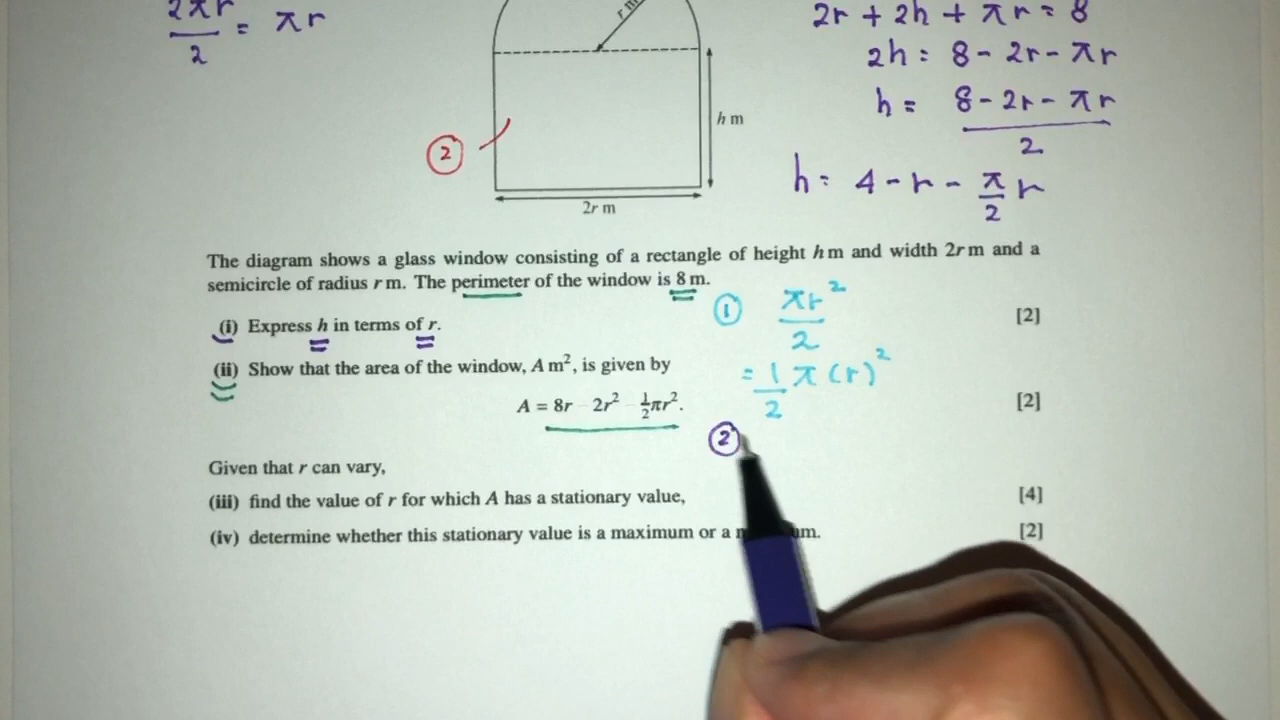 2πr/2 = πr
2r + 2h + πr = 8
2h = 8 - 2r - πr
h = 8 - 2r - πr / 2
h = 4 - r - π/2 r
r m
h m
2
2r m
The diagram shows a glass window consisting of a rectangle of height h m and width 2r m and a
semicircle of radius r m. The perimeter of the window is 8 m.
(i) Express h in terms of r. [2]
(ii) Show that the area of the window, A m², is given by
A = 8r 2r² ½πr². [2]
1 πr²/2
= 1/2 π(r)²
2
Given that r can vary,
(iii) find the value of r for which A has a stationary value, [4]
(iv) determine whether this stationary value is a maximum or a m um. [2]